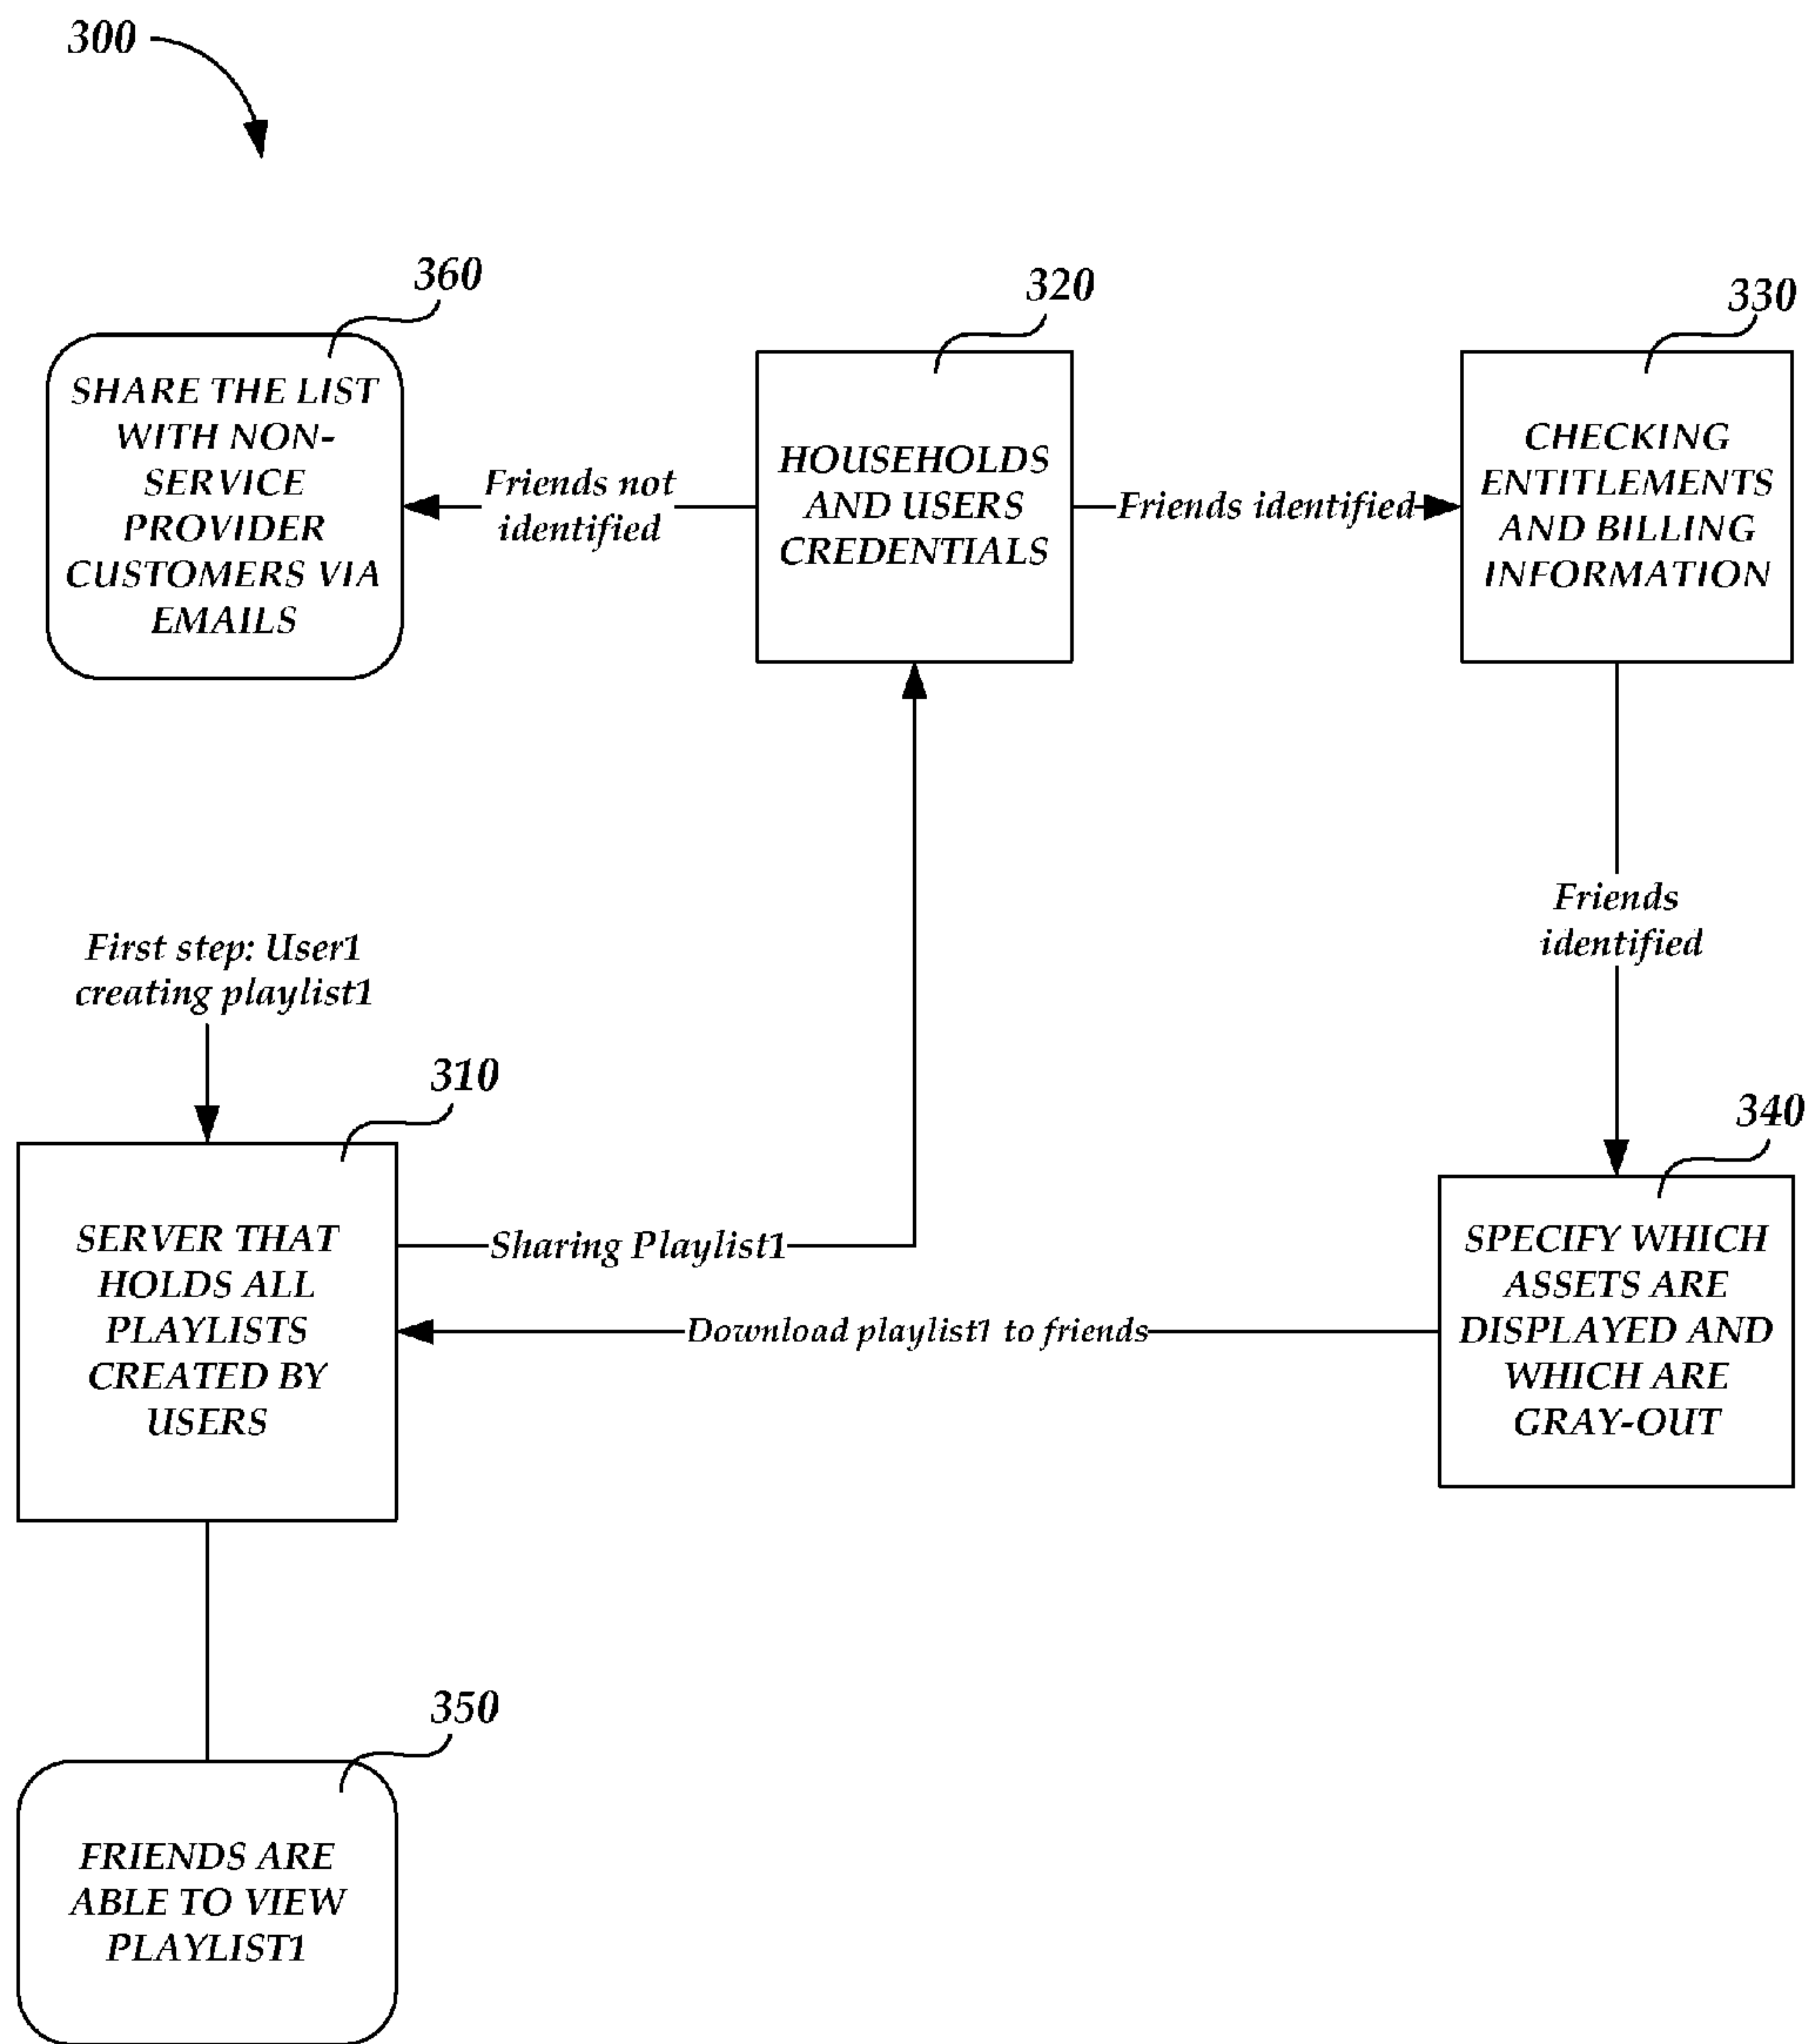 300
360
SHARE THE LIST
WITH NON-
SERVICE
PROVIDER
CUSTOMERS VIA
EMAILS
Friends not
identified
320
HOUSEHOLDS
AND USERS
CREDENTIALS
Friends identified
330
CHECKING
ENTITLEMENTS
AND BILLING
INFORMATION
Friends
identified
First step: User1
creating playlist1
310
SERVER THAT
HOLDS ALL
PLAYLISTS
CREATED BY
USERS
Sharing Playlist1
Download playlist1 to friends
340
SPECIFY WHICH
ASSETS ARE
DISPLAYED AND
WHICH ARE
GRAY-OUT
350
FRIENDS ARE
ABLE TO VIEW
PLAYLIST1